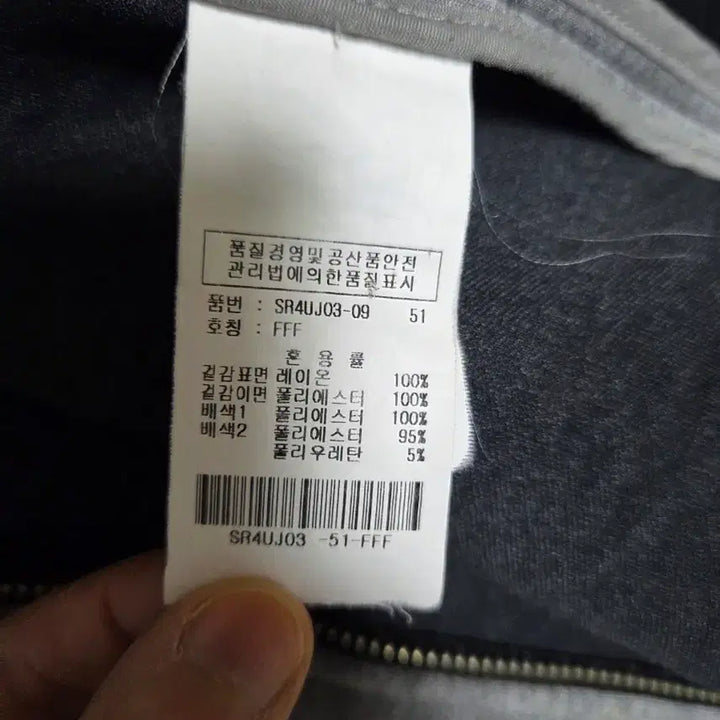 품질경영및공산품안전
관리법에의한품질표시
품번 : SR4UJ03-09 51
호칭 : FFF
혼 용 률
겉감표면 레이온 100%
겉감이면 폴리에스터 100%
배색1 폴리에스터 100%
배색2 폴리에스터 95%
폴리우레탄 5%
SR4UJ03 -51-FFF